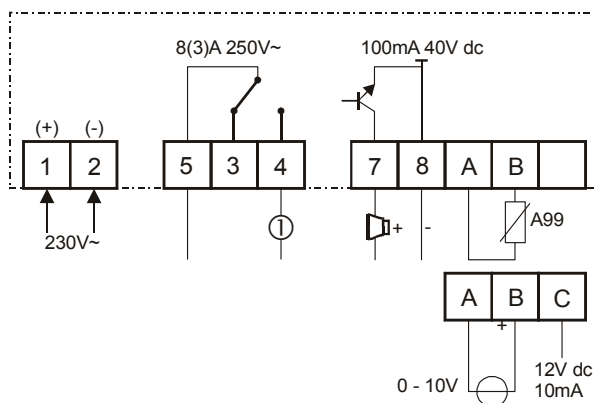 8(3)A 250V~ 100mA 40V dc
(+) (-)
1 2 5 3 4 7 8 A B
230V~ 1 + - A99
A B C
+
0 - 10V 12V dc
10mA